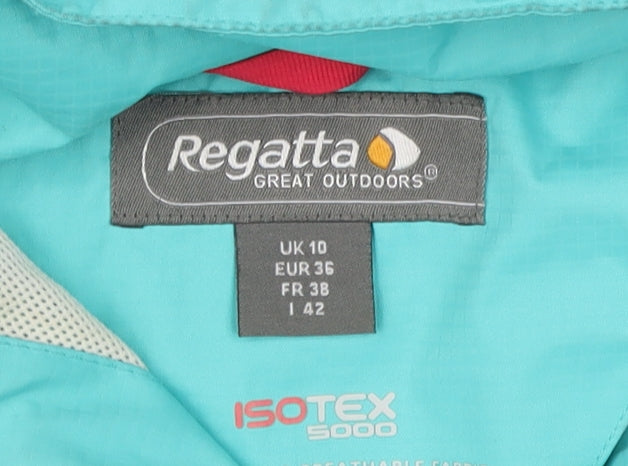 Regatta
GREAT OUTDOORS®
UK 10
EUR 36
FR 38
I 42
ISOTEX
5000